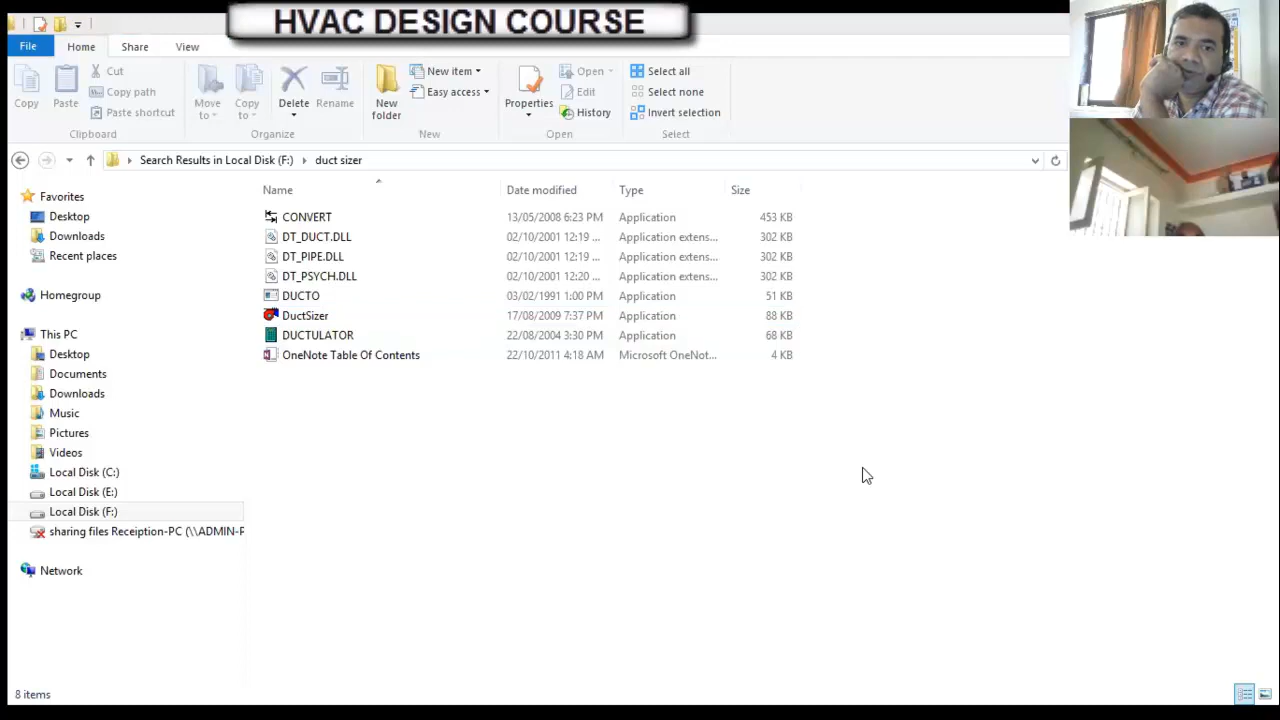 HVAC DESIGN COURSE
File Home Share View
Copy
Paste
Cut
Copy path
Paste shortcut
Clipboard
Move to
Copy to
Delete
Rename
Organize
New folder
New item
Easy access
New
Properties
Open
Edit
History
Open
Select all
Select none
Invert selection
Select
Search Results in Local Disk (F:) duct sizer
Favorites
Desktop
Downloads
Recent places
Homegroup
This PC
Desktop
Documents
Downloads
Music
Pictures
Videos
Local Disk (C:)
Local Disk (E:)
Local Disk (F:)
sharing files Receiption-PC (\\ADMIN-P
Network
Name Date modified Type Size
CONVERT 13/05/2008 6:23 PM Application 453 KB
DT_DUCT.DLL 02/10/2001 12:19 ... Application extens... 302 KB
DT_PIPE.DLL 02/10/2001 12:19 ... Application extens... 302 KB
DT_PSYCH.DLL 02/10/2001 12:20 ... Application extens... 302 KB
DUCTO 03/02/1991 1:00 PM Application 51 KB
DuctSizer 17/08/2009 7:37 PM Application 88 KB
DUCTULATOR 22/08/2004 3:30 PM Application 68 KB
OneNote Table Of Contents 22/10/2011 4:18 AM Microsoft OneNot... 4 KB
8 items